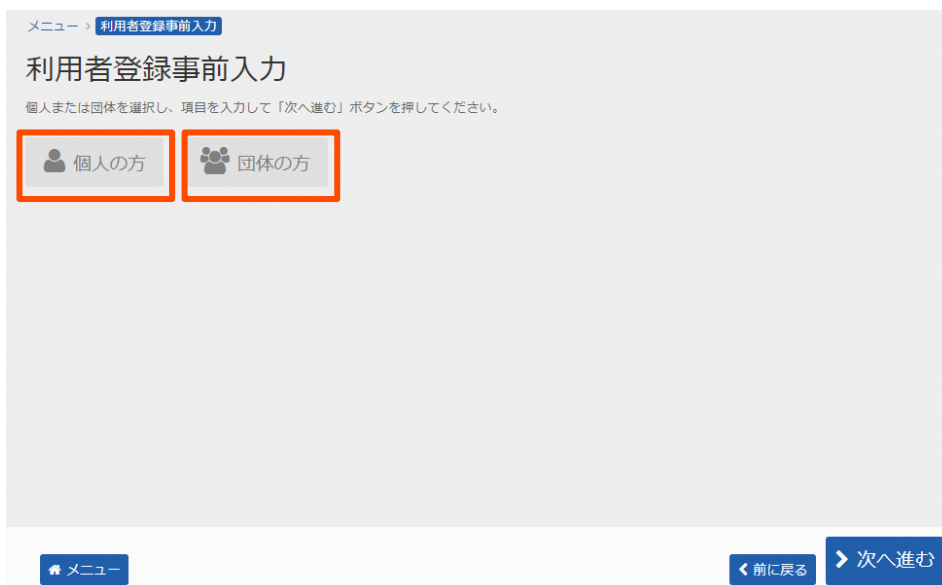 メニュー › 利用者登録事前入力
利用者登録事前入力
個人または団体を選択し、項目を入力して「次へ進む」ボタンを押してください。
個人の方 団体の方
メニュー 前に戻る 次へ進む